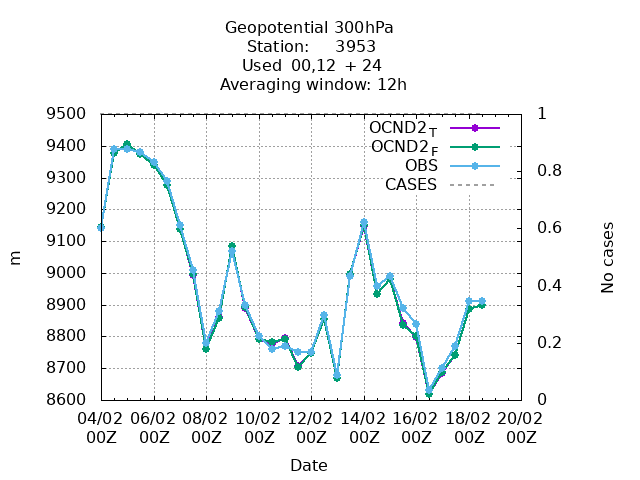 Geopotential 300hPa
Station: 3953
Used 00,12 + 24
Averaging window: 12h
9500
9400
9300
9200
9100
9000
8900
8800
8700
8600
m
OCND2T
OCND2F
OBS
CASES
1
0.8
0.6
0.4
0.2
0
No cases
04/02 06/02 08/02 10/02 12/02 14/02 16/02 18/02 20/02
00Z 00Z 00Z 00Z 00Z 00Z 00Z 00Z 00Z
Date